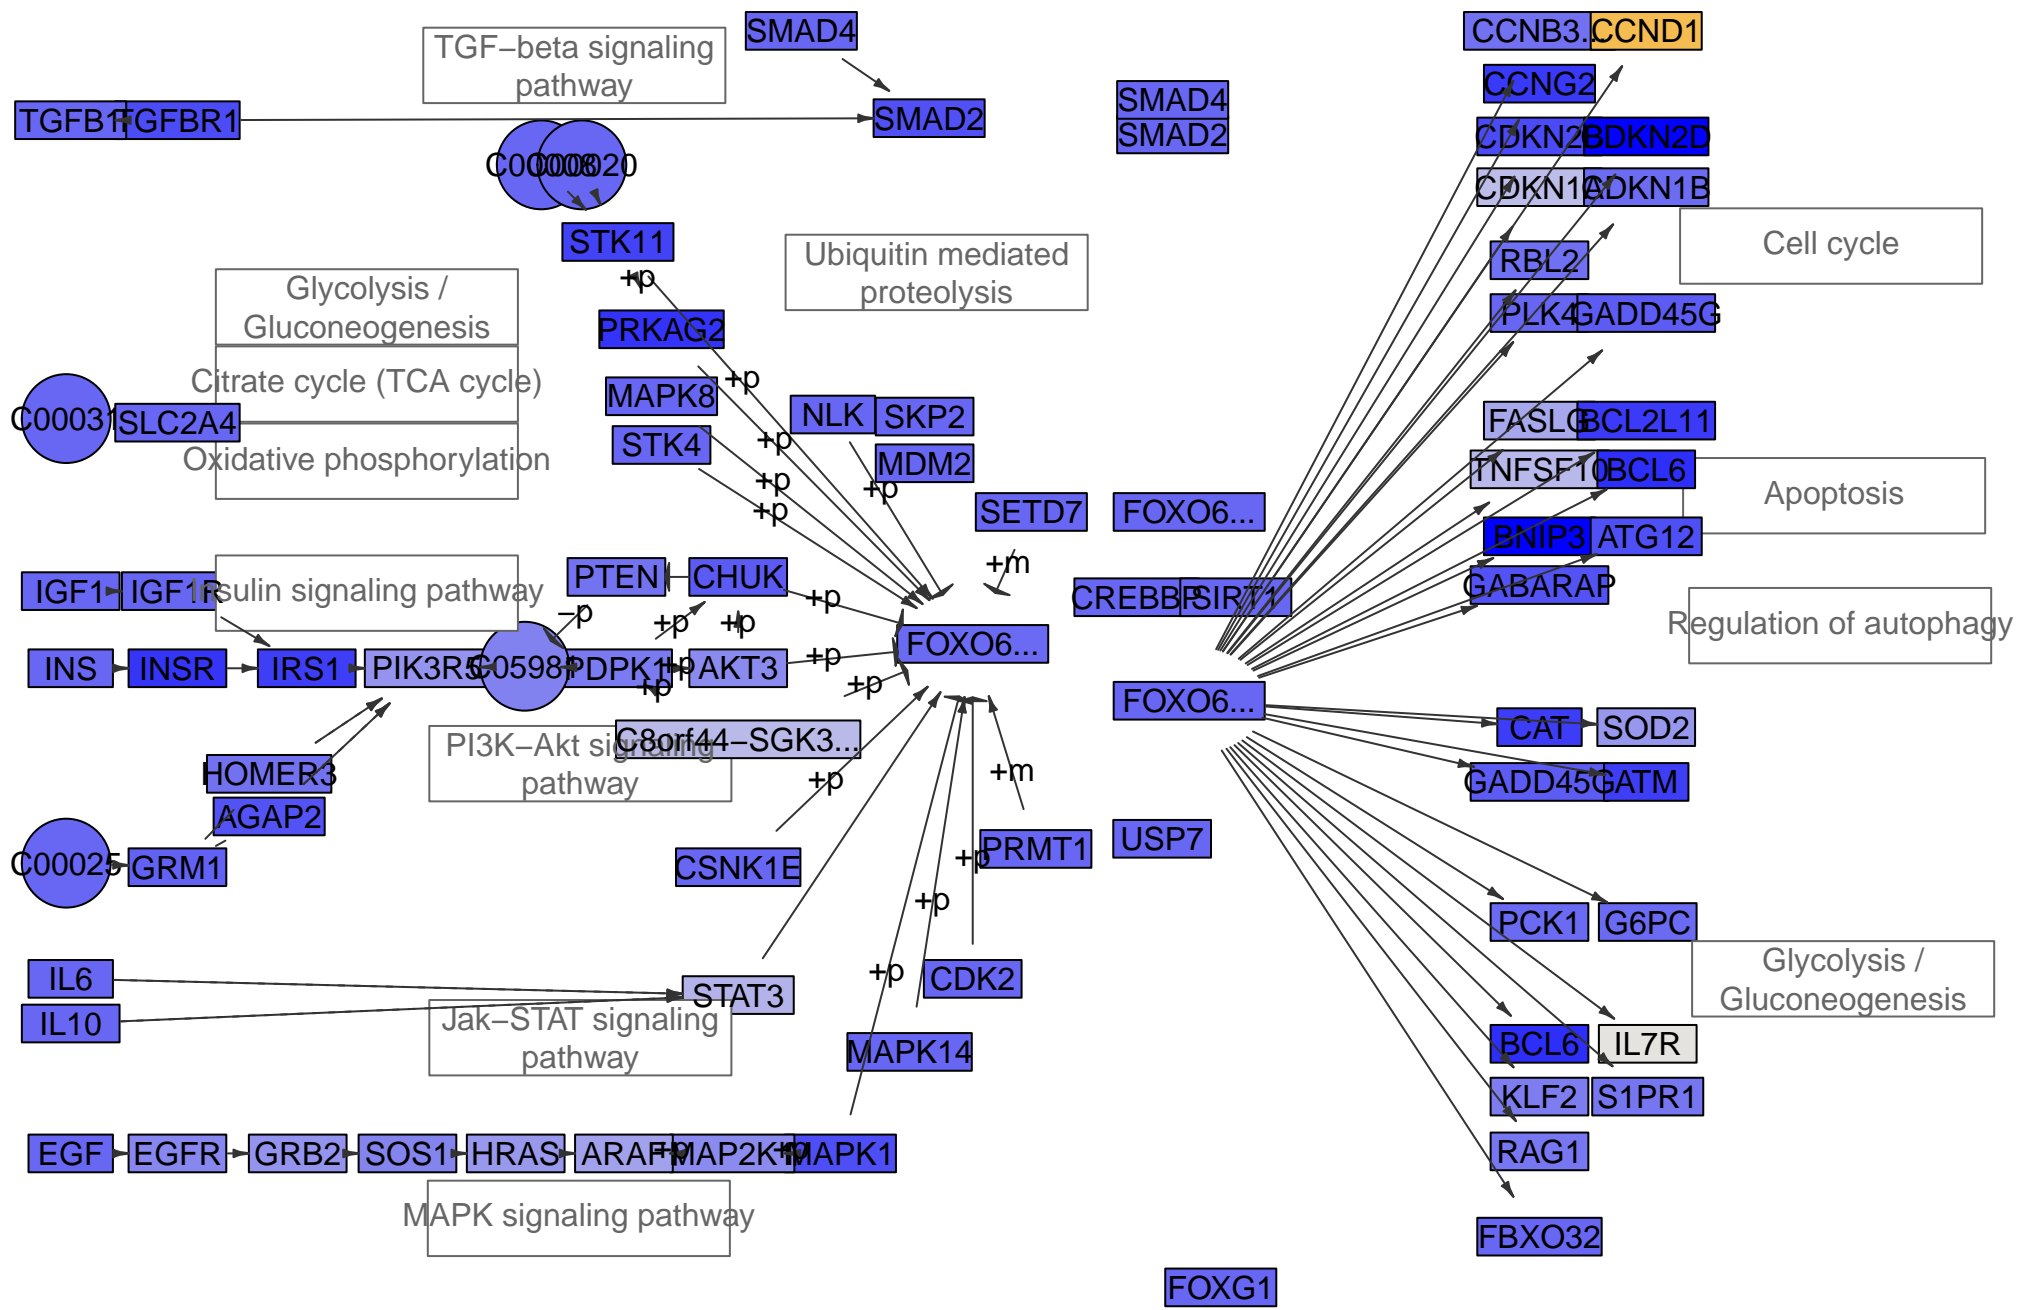 SMAD4
CCNB3...
CCND1
TGF−beta signaling
pathway
CCNG2
SMAD4
SMAD2
TGFB1
TGFBR1
SMAD2
CDKN2B
CDKN2D
C00020
CDKN1A
CDKN1B
STK11
Ubiquitin mediated
proteolysis
Cell cycle
RBL2
+p
Glycolysis /
Gluconeogenesis
PRKAG2
PLK4
GADD45G
+p
Citrate cycle (TCA cycle)
MAPK8
NLK
SKP2
FASLG
BCL2L11
C00031
SLC2A4
STK4
+p
MDM2
TNFSF10
BCL6
Oxidative phosphorylation
+p
+p
Apoptosis
+p
SETD7
FOXO6...
BNIP3
ATG12
+m
PTEN
CHUK
GABARAP
IGF1
IGF1R
Insulin signaling pathway
+p
CREBBP
SIRT1
−p
+p
+p
Regulation of autophagy
FOXO6...
INS
INSR
IRS1
PIK3R5
C05981
PDPK1
+p
AKT3
+p
+p
+p
FOXO6...
CAT
SOD2
C8orf44−SGK3...
PI3K−Akt signaling
pathway
HOMER3
+p
+m
GADD45G
ATM
AGAP2
USP7
PRMT1
C00025
GRM1
CSNK1E
+p
+p
PCK1
G6PC
IL6
+p
CDK2
Glycolysis /
Gluconeogenesis
STAT3
IL10
Jak−STAT signaling
pathway
MAPK14
BCL6
IL7R
KLF2
S1PR1
EGF
EGFR
GRB2
SOS1
HRAS
ARAF
+p
MAP2K1
+p
MAPK1
RAG1
MAPK signaling pathway
FBXO32
FOXG1